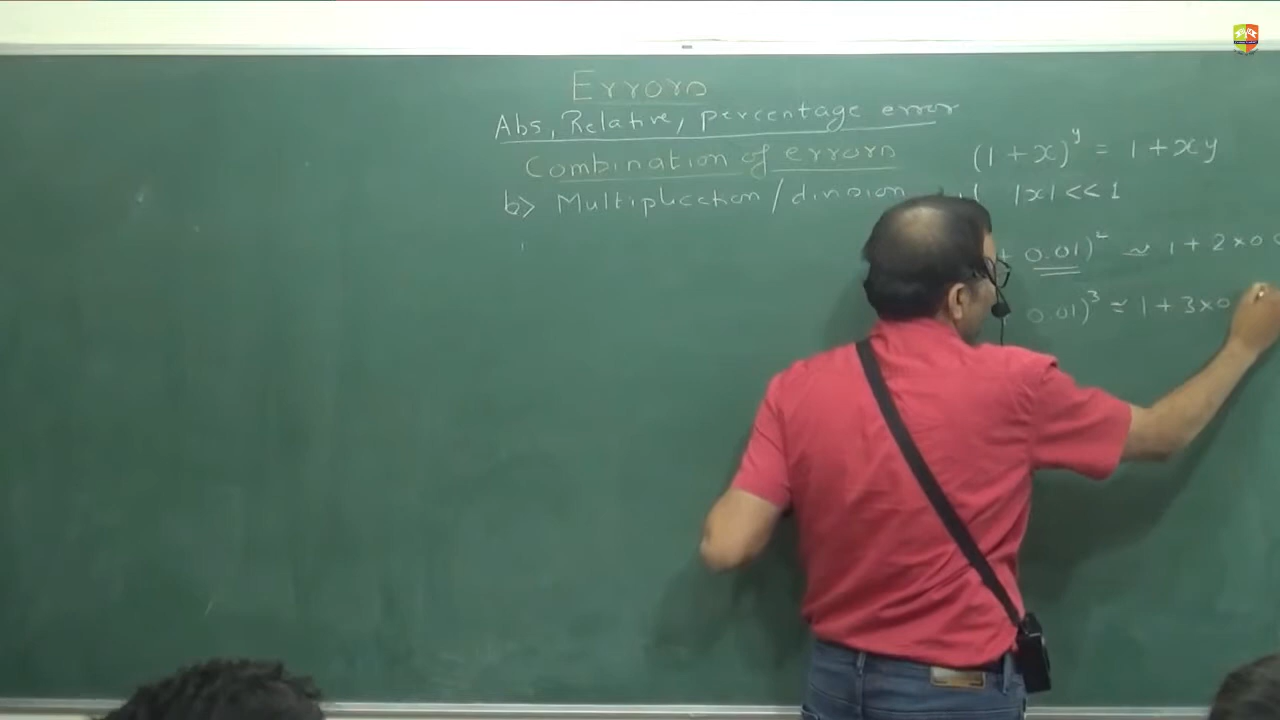 Errors
Abs, Relative, percentage error
Combination of errors
b> Multiplication / division
(1 + x)^y = 1 + xy
|x| << 1
+ 0.01)^2 ≃ 1 + 2 × 0
0.01)^3 ≃ 1 + 3 × 0